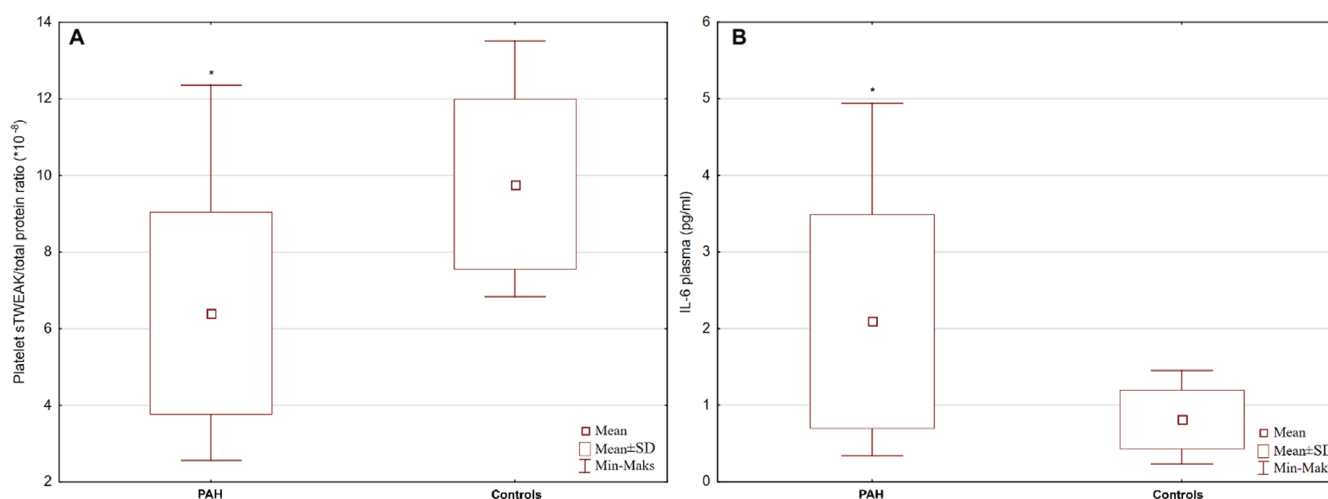 A
14
12
10
8
6
4
2
Platelet sTWEAK/total protein ratio (*10⁻⁸)
*
Mean
Mean±SD
Min-Maks
PAH
Controls
B
6
5
4
3
2
1
0
IL-6 plasma (pg/ml)
*
Mean
Mean±SD
Min-Maks
PAH
Controls